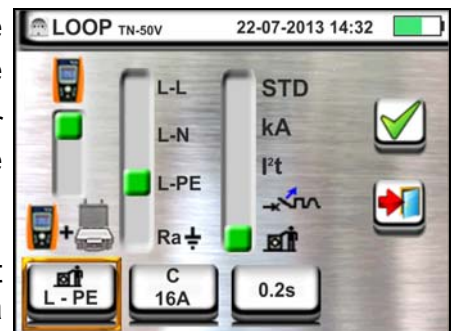 LOOP TN-50V 22-07-2013 14:32
L-L STD
L-N kA
L-PE I²t
Ra
L - PE
C
16A
0.2s